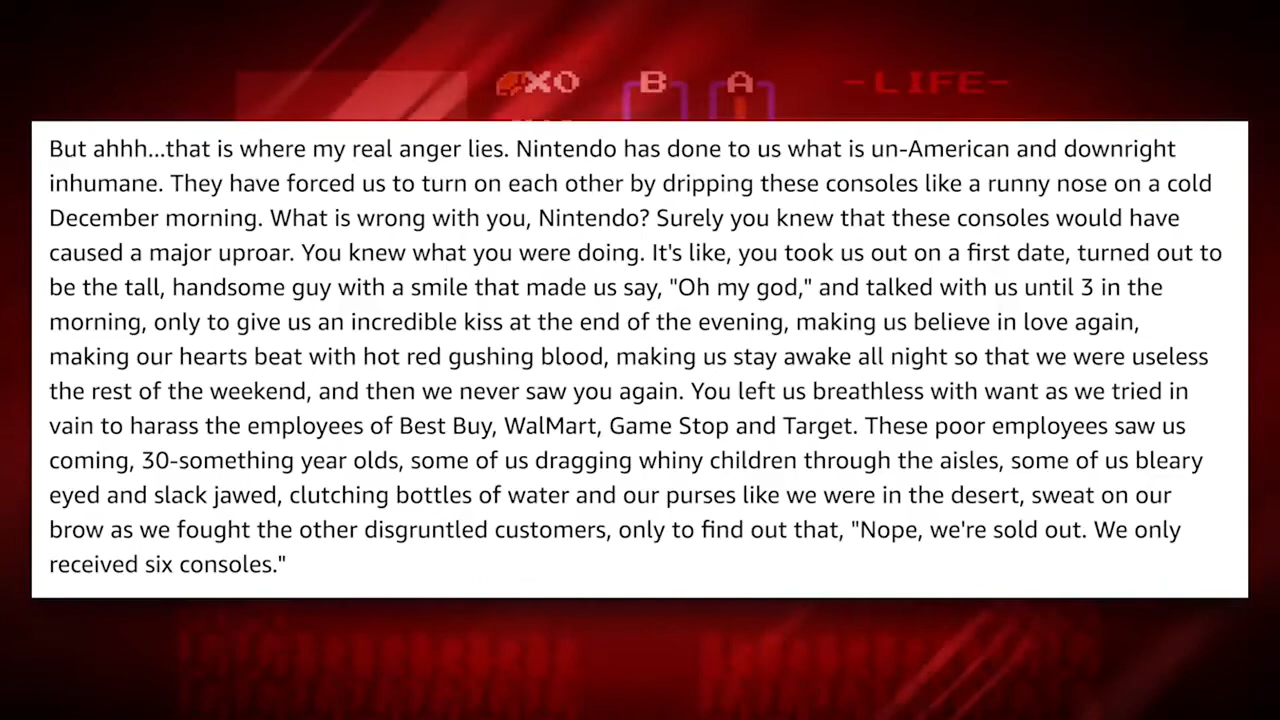 XO B A -LIFE-
But ahhh...that is where my real anger lies. Nintendo has done to us what is un-American and downright
inhumane. They have forced us to turn on each other by dripping these consoles like a runny nose on a cold
December morning. What is wrong with you, Nintendo? Surely you knew that these consoles would have
caused a major uproar. You knew what you were doing. It's like, you took us out on a first date, turned out to
be the tall, handsome guy with a smile that made us say, "Oh my god," and talked with us until 3 in the
morning, only to give us an incredible kiss at the end of the evening, making us believe in love again,
making our hearts beat with hot red gushing blood, making us stay awake all night so that we were useless
the rest of the weekend, and then we never saw you again. You left us breathless with want as we tried in
vain to harass the employees of Best Buy, WalMart, Game Stop and Target. These poor employees saw us
coming, 30-something year olds, some of us dragging whiny children through the aisles, some of us bleary
eyed and slack jawed, clutching bottles of water and our purses like we were in the desert, sweat on our
brow as we fought the other disgruntled customers, only to find out that, "Nope, we're sold out. We only
received six consoles."